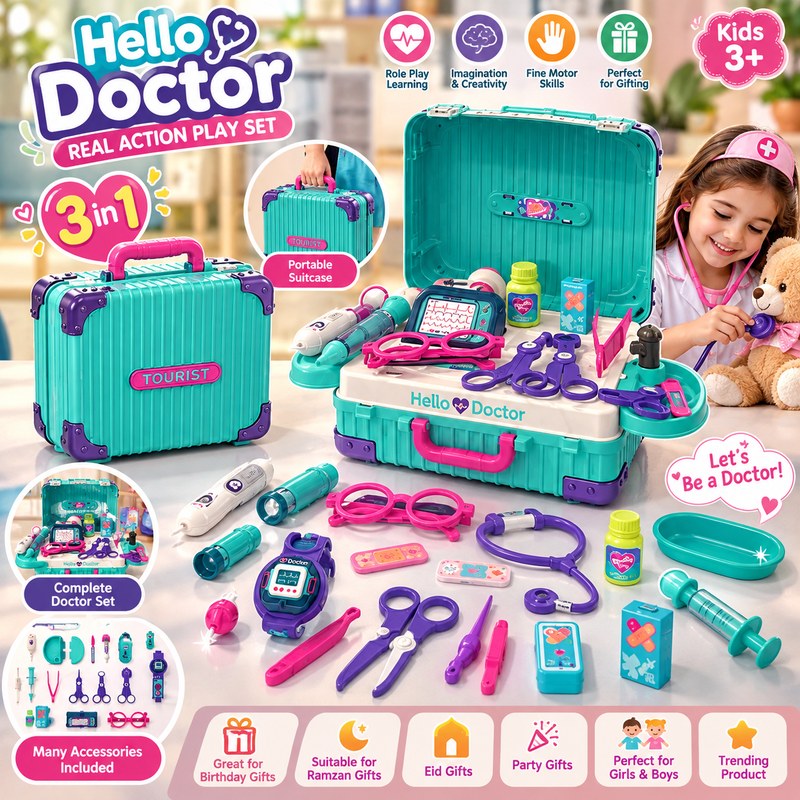 Hello
Doctor
REAL ACTION PLAY SET
3 in 1
Role Play
Learning
Imagination
& Creativity
Fine Motor
Skills
Perfect
for Gifting
Kids
3+
TOURIST
Portable
Suitcase
TOURIST
Hello Doctor
Let's
Be a Doctor!
Doctor
Hello Doctor
Complete
Doctor Set
Many Accessories
Included
Great for
Birthday Gifts
Suitable for
Ramzan Gifts
Eid Gifts
Party Gifts
Perfect for
Girls & Boys
Trending
Product